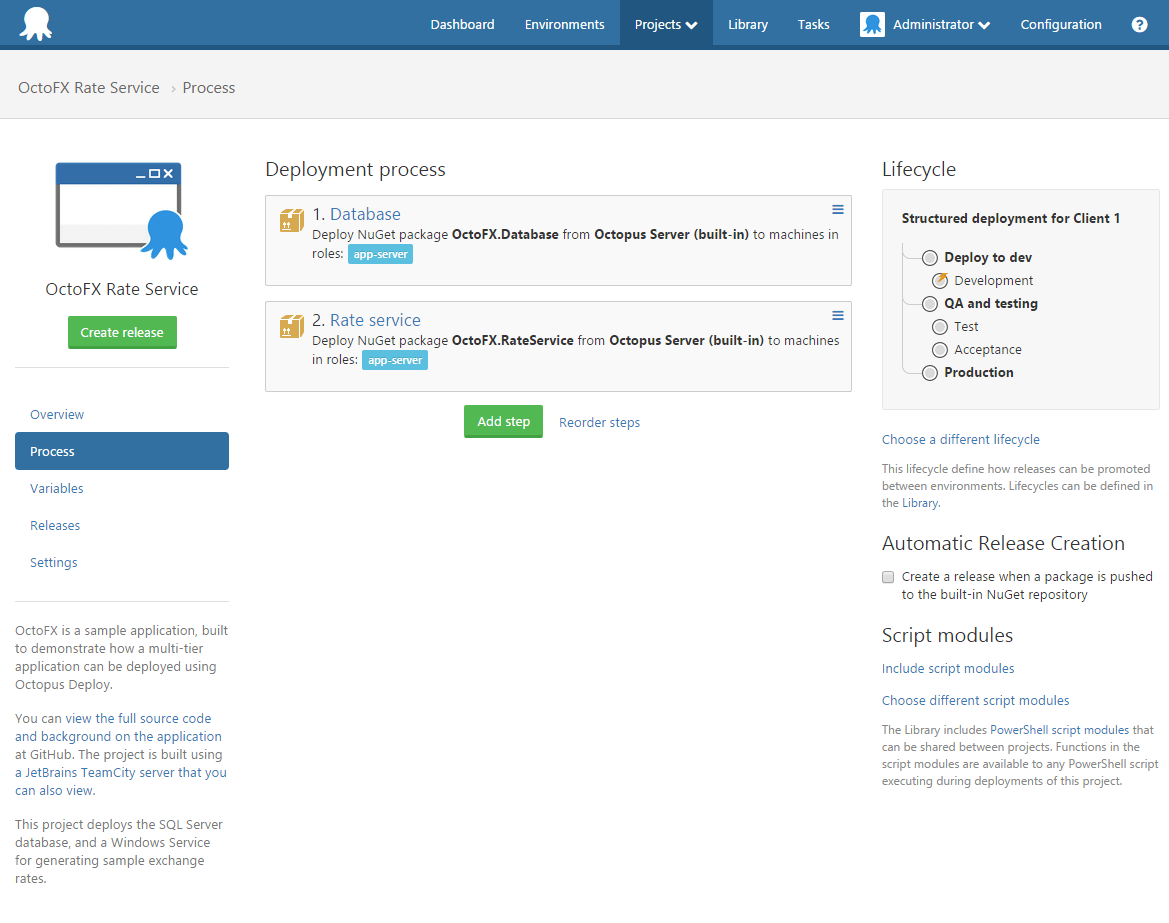 Dashboard Environments Projects Library Tasks Administrator Configuration ?
OctoFX Rate Service › Process
OctoFX Rate Service
Create release
Overview
Process
Variables
Releases
Settings
OctoFX is a sample application, built
to demonstrate how a multi-tier
application can be deployed using
Octopus Deploy.
You can view the full source code
and background on the application
at GitHub. The project is built using
a JetBrains TeamCity server that you
can also view.
This project deploys the SQL Server
database, and a Windows Service
for generating sample exchange
rates.
Deployment process
1. Database
Deploy NuGet package OctoFX.Database from Octopus Server (built-in) to machines in
roles: app-server
2. Rate service
Deploy NuGet package OctoFX.RateService from Octopus Server (built-in) to machines
in roles: app-server
Add step Reorder steps
Lifecycle
Structured deployment for Client 1
Deploy to dev
Development
QA and testing
Test
Acceptance
Production
Choose a different lifecycle
This lifecycle define how releases can be promoted
between environments. Lifecycles can be defined in
the Library.
Automatic Release Creation
Create a release when a package is pushed
to the built-in NuGet repository
Script modules
Include script modules
Choose different script modules
The Library includes PowerShell script modules that
can be shared between projects. Functions in the
script modules are available to any PowerShell script
executing during deployments of this project.